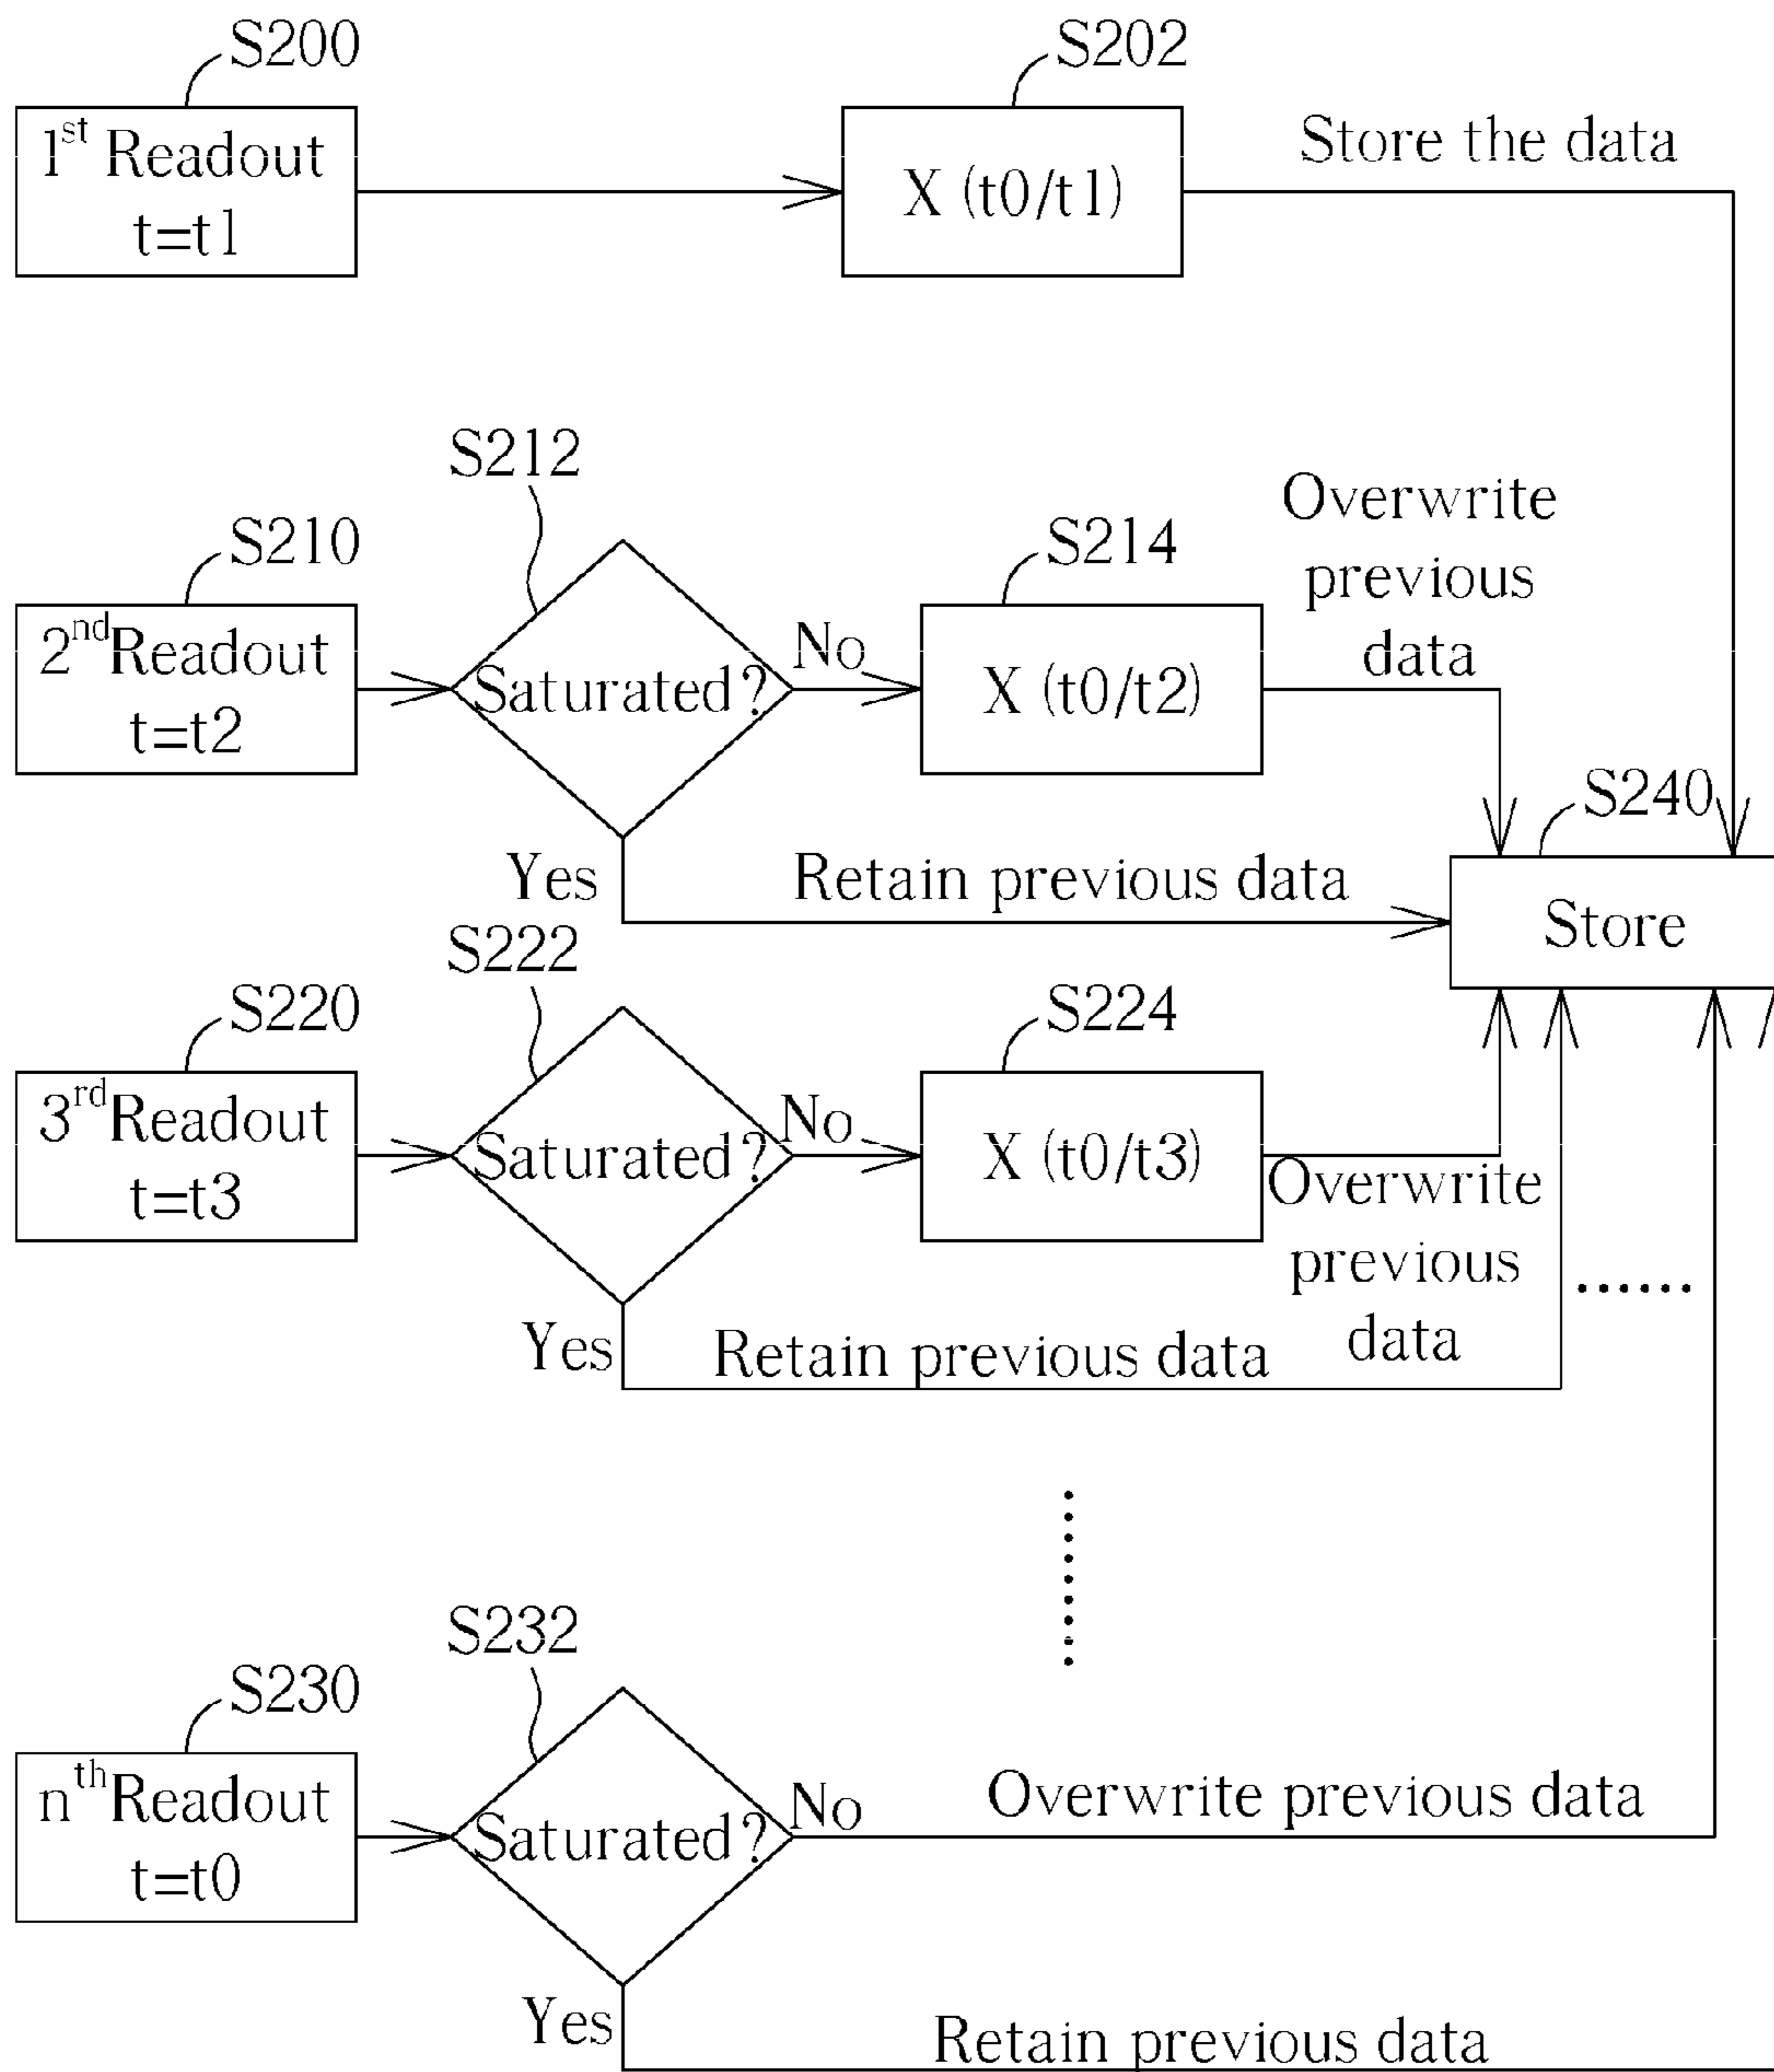 S200
S202
1st Readout
t=t1
X (t0/t1)
Store the data
S212
S210
S214
Overwrite
previous
data
2nd Readout
t=t2
Saturated?
No
X (t0/t2)
S240
Yes
Retain previous data
Store
S222
S220
S224
3rd Readout
t=t3
Saturated?
No
X (t0/t3)
Overwrite
previous
data
......
Yes
Retain previous data
S232
S230
nth Readout
t=t0
Saturated?
No
Overwrite previous data
Yes
Retain previous data